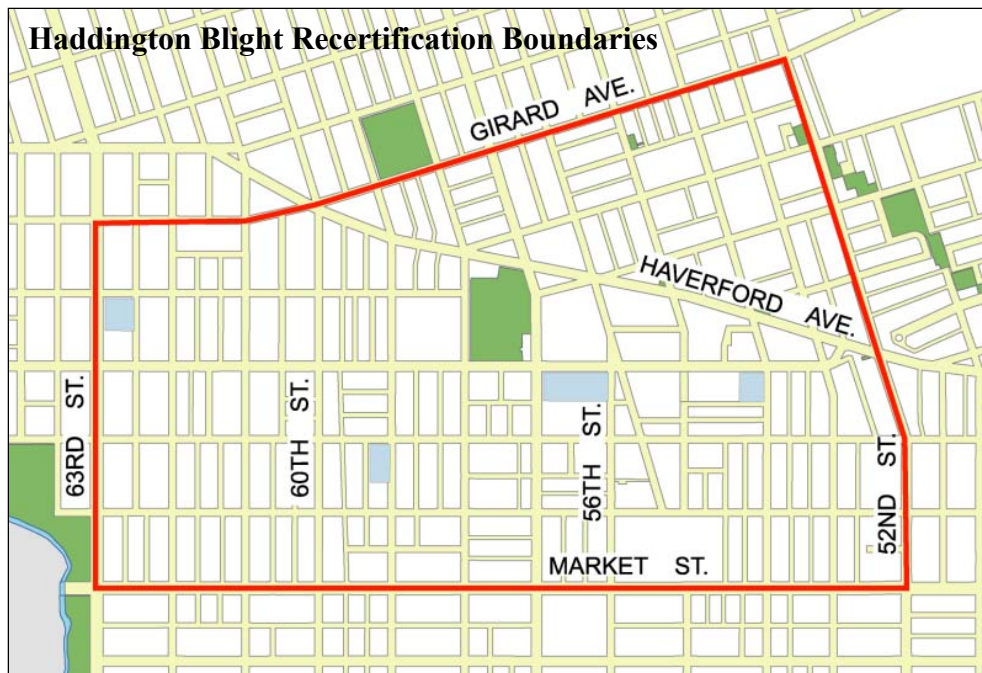 Haddington Blight Recertification Boundaries
GIRARD AVE.
HAVERFORD AVE.
63RD ST.
60TH ST.
56TH ST.
52ND ST.
MARKET ST.